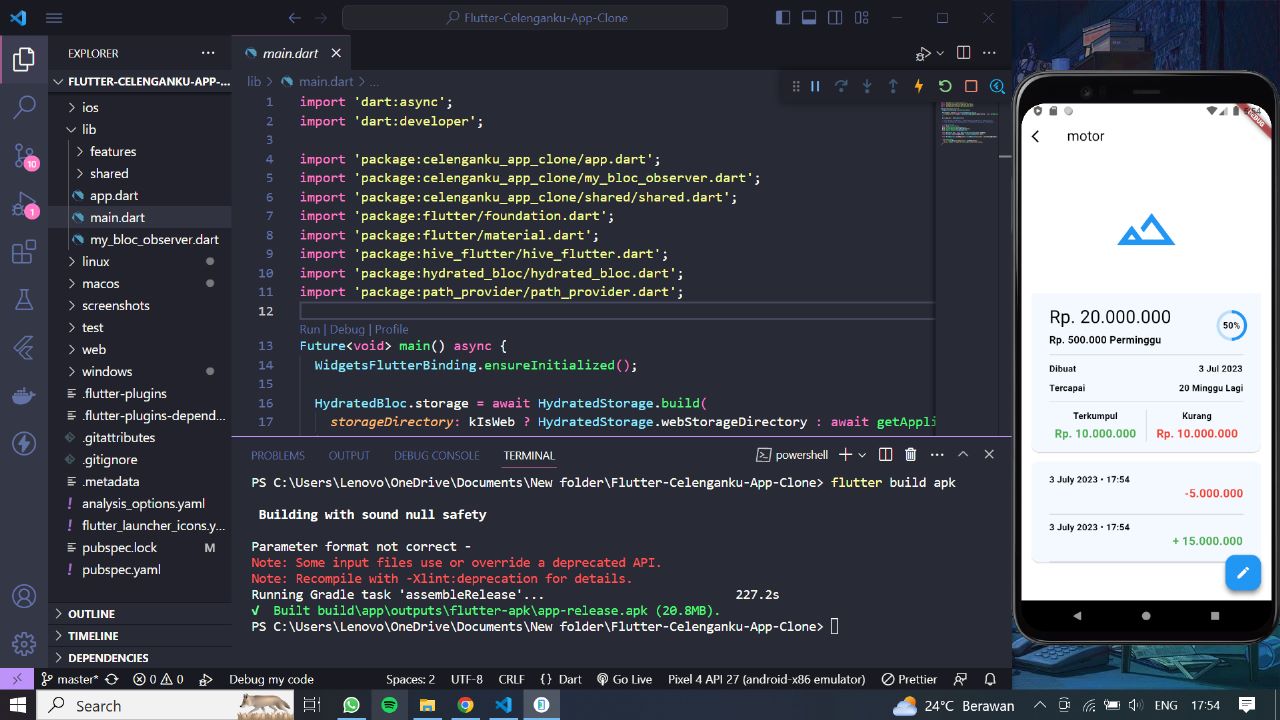 Flutter-Celenganku-App-Clone
EXPLORER
FLUTTER-CELENGANKU-APP-...
ios
lib
features
shared
app.dart
main.dart
my_bloc_observer.dart
linux
macos
screenshots
test
web
windows
.flutter-plugins
.flutter-plugins-depend...
.gitattributes
.gitignore
.metadata
analysis_options.yaml
flutter_launcher_icons.y...
pubspec.lock M
pubspec.yaml
OUTLINE
TIMELINE
DEPENDENCIES
10
1
main.dart
lib > main.dart > ...
1 import 'dart:async';
2 import 'dart:developer';
3
4 import 'package:celenganku_app_clone/app.dart';
5 import 'package:celenganku_app_clone/my_bloc_observer.dart';
6 import 'package:celenganku_app_clone/shared/shared.dart';
7 import 'package:flutter/foundation.dart';
8 import 'package:flutter/material.dart';
9 import 'package:hive_flutter/hive_flutter.dart';
10 import 'package:hydrated_bloc/hydrated_bloc.dart';
11 import 'package:path_provider/path_provider.dart';
12
Run | Debug | Profile
13 Future<void> main() async {
14 WidgetsFlutterBinding.ensureInitialized();
15
16 HydratedBloc.storage = await HydratedStorage.build(
17 storageDirectory: kIsWeb ? HydratedStorage.webStorageDirectory : await getAppli
PROBLEMS OUTPUT DEBUG CONSOLE TERMINAL powershell
PS C:\Users\Lenovo\OneDrive\Documents\New folder\Flutter-Celenganku-App-Clone> flutter build apk
Building with sound null safety
Parameter format not correct -
Note: Some input files use or override a deprecated API.
Note: Recompile with -Xlint:deprecation for details.
Running Gradle task 'assembleRelease'... 227.2s
√ Built build\app\outputs\flutter-apk\app-release.apk (20.8MB).
PS C:\Users\Lenovo\OneDrive\Documents\New folder\Flutter-Celenganku-App-Clone>
master* 0 0 Debug my code Spaces: 2 UTF-8 CRLF {} Dart Go Live Pixel 4 API 27 (android-x86 emulator) Prettier
motor
Rp. 20.000.000
50%
Rp. 500.000 Perminggu
Dibuat 3 Jul 2023
Tercapai 20 Minggu Lagi
Terkumpul Kurang
Rp. 10.000.000 Rp. 10.000.000
3 July 2023 • 17:54
-5.000.000
3 July 2023 • 17:54
+ 15.000.000
Search 24°C Berawan ENG 17:54